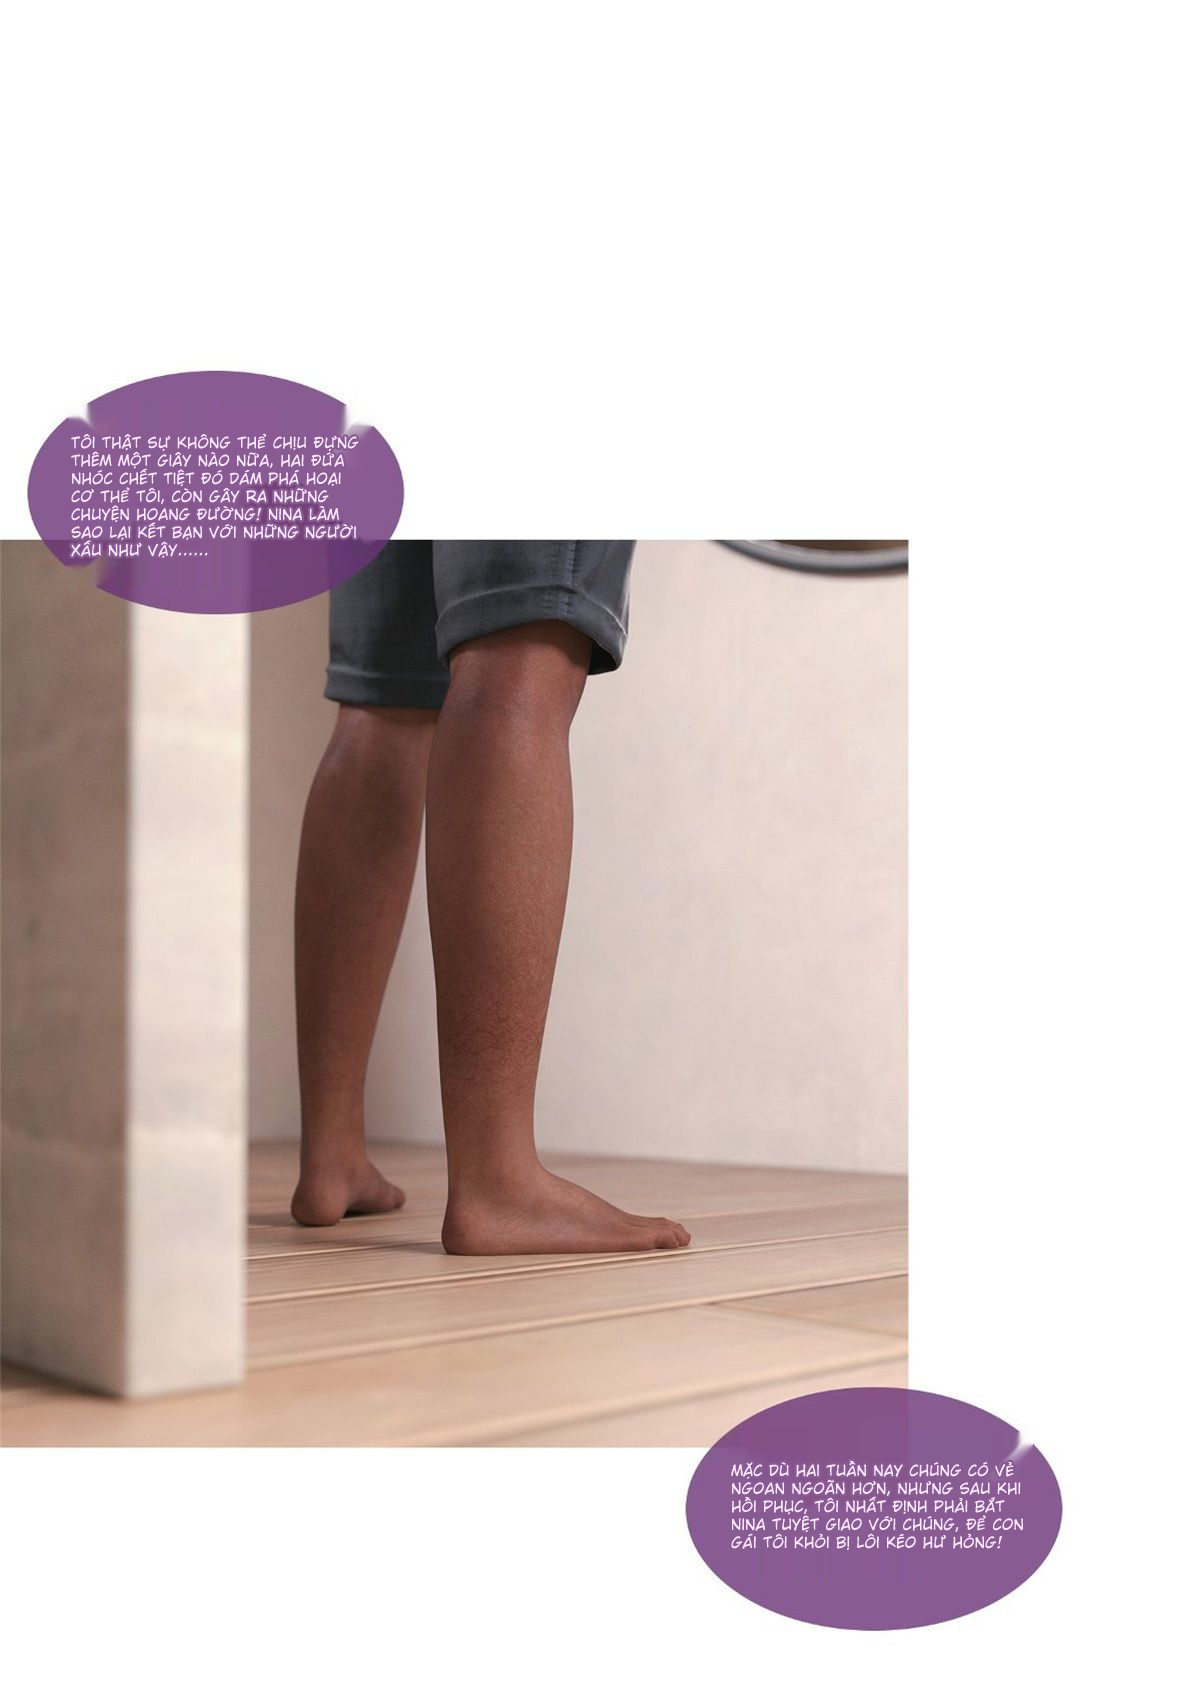 TÔI THẬT SỰ KHÔNG THỂ CHỊU ĐỰNG
THÊM MỘT GIÂY NÀO NỮA, HAI ĐỨA
NHÓC CHẾT TIỆT ĐÓ DÁM PHÁ HOẠI
CƠ THỂ TÔI, CÒN GÂY RA NHỮNG
CHUYỆN HOANG ĐƯỜNG! NINA LÀM
SAO LẠI KẾT BẠN VỚI NHỮNG NGƯỜI
XẤU NHƯ VẬY......
MẶC DÙ HAI TUẦN NAY CHÚNG CÓ VẺ
NGOAN NGOÃN HƠN, NHƯNG SAU KHI
HỒI PHỤC, TÔI NHẤT ĐỊNH PHẢI BẮT
NINA TUYỆT GIAO VỚI CHÚNG, ĐỂ CON
GÁI TÔI KHỎI BỊ LÔI KÉO HƯ HỎNG!